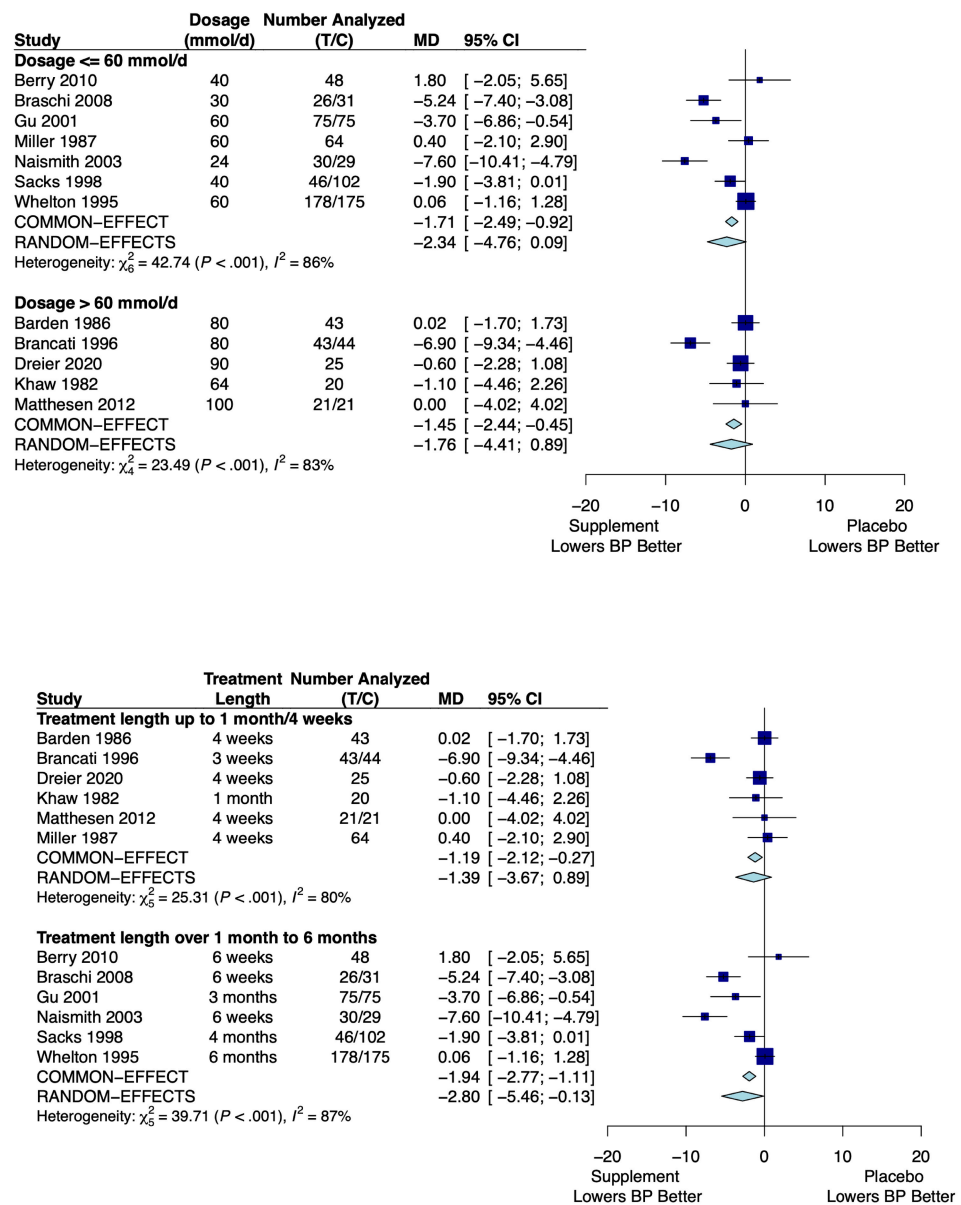 Dosage Number Analyzed
Study (mmol/d) (T/C) MD 95% CI
Dosage <= 60 mmol/d
Berry 2010 40 48 1.80 [ −2.05; 5.65]
Braschi 2008 30 26/31 −5.24 [ −7.40; −3.08]
Gu 2001 60 75/75 −3.70 [ −6.86; −0.54]
Miller 1987 60 64 0.40 [ −2.10; 2.90]
Naismith 2003 24 30/29 −7.60 [−10.41; −4.79]
Sacks 1998 40 46/102 −1.90 [ −3.81; 0.01]
Whelton 1995 60 178/175 0.06 [ −1.16; 1.28]
COMMON−EFFECT −1.71 [ −2.49; −0.92]
RANDOM−EFFECTS −2.34 [ −4.76; 0.09]
Heterogeneity: χ²₆ = 42.74 (P < .001), I² = 86%
Dosage > 60 mmol/d
Barden 1986 80 43 0.02 [ −1.70; 1.73]
Brancati 1996 80 43/44 −6.90 [ −9.34; −4.46]
Dreier 2020 90 25 −0.60 [ −2.28; 1.08]
Khaw 1982 64 20 −1.10 [ −4.46; 2.26]
Matthesen 2012 100 21/21 0.00 [ −4.02; 4.02]
COMMON−EFFECT −1.45 [ −2.44; −0.45]
RANDOM−EFFECTS −1.76 [ −4.41; 0.89]
Heterogeneity: χ²₄ = 23.49 (P < .001), I² = 83%
−20 −10 0 10 20
Supplement Placebo
Lowers BP Better Lowers BP Better
Treatment Number Analyzed
Study Length (T/C) MD 95% CI
Treatment length up to 1 month/4 weeks
Barden 1986 4 weeks 43 0.02 [ −1.70; 1.73]
Brancati 1996 3 weeks 43/44 −6.90 [ −9.34; −4.46]
Dreier 2020 4 weeks 25 −0.60 [ −2.28; 1.08]
Khaw 1982 1 month 20 −1.10 [ −4.46; 2.26]
Matthesen 2012 4 weeks 21/21 0.00 [ −4.02; 4.02]
Miller 1987 4 weeks 64 0.40 [ −2.10; 2.90]
COMMON−EFFECT −1.19 [ −2.12; −0.27]
RANDOM−EFFECTS −1.39 [ −3.67; 0.89]
Heterogeneity: χ²₅ = 25.31 (P < .001), I² = 80%
Treatment length over 1 month to 6 months
Berry 2010 6 weeks 48 1.80 [ −2.05; 5.65]
Braschi 2008 6 weeks 26/31 −5.24 [ −7.40; −3.08]
Gu 2001 3 months 75/75 −3.70 [ −6.86; −0.54]
Naismith 2003 6 weeks 30/29 −7.60 [−10.41; −4.79]
Sacks 1998 4 months 46/102 −1.90 [ −3.81; 0.01]
Whelton 1995 6 months 178/175 0.06 [ −1.16; 1.28]
COMMON−EFFECT −1.94 [ −2.77; −1.11]
RANDOM−EFFECTS −2.80 [ −5.46; −0.13]
Heterogeneity: χ²₅ = 39.71 (P < .001), I² = 87%
−20 −10 0 10 20
Supplement Placebo
Lowers BP Better Lowers BP Better